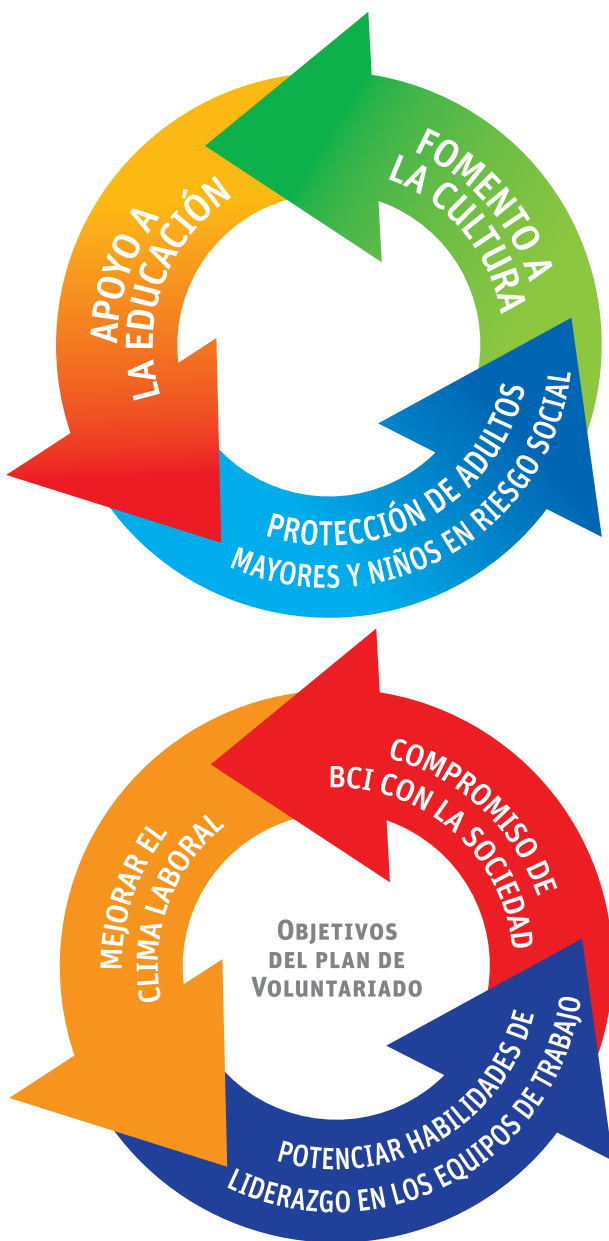 FOMENTO A
LA CULTURA
APOYO A
LA EDUCACIÓN
PROTECCIÓN DE ADULTOS
MAYORES Y NIÑOS EN RIESGO SOCIAL
COMPROMISO DE
BCI CON LA SOCIEDAD
MEJORAR EL
CLIMA LABORAL
OBJETIVOS
DEL PLAN DE
VOLUNTARIADO
POTENCIAR HABILIDADES DE
LIDERAZGO EN LOS EQUIPOS DE TRABAJO